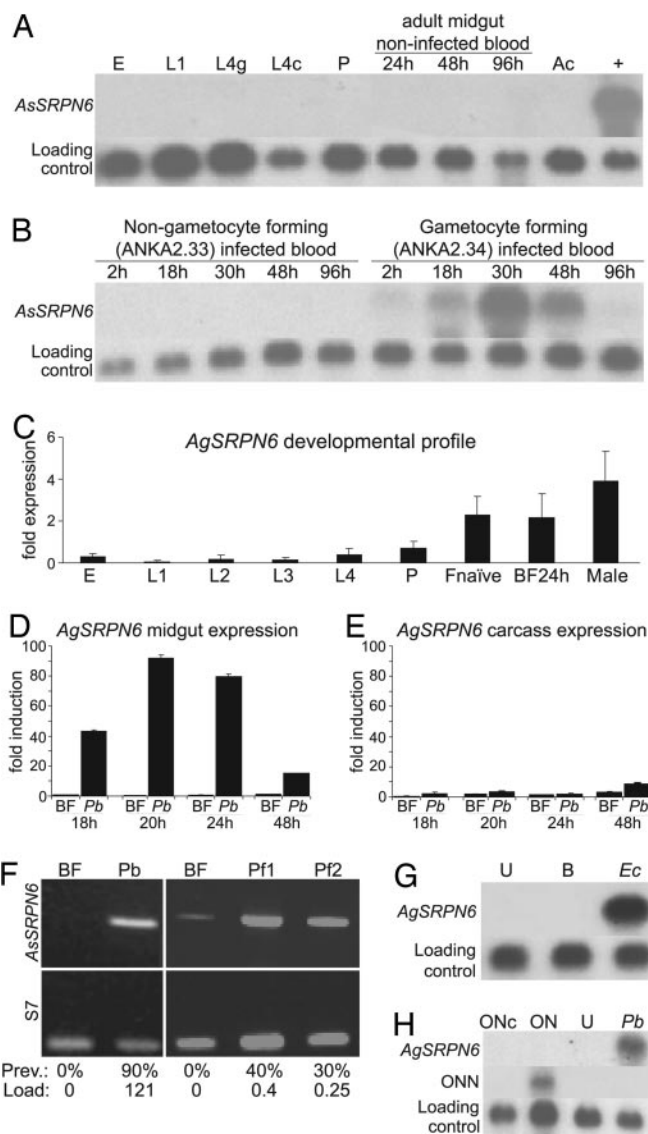 A
adult midgut
non-infected blood
E L1 L4g L4c P 24h 48h 96h Ac +
AsSRPN6
Loading
control
B
Non-gametocyte forming
(ANKA2.33) infected blood
Gametocyte forming
(ANKA2.34) infected blood
2h 18h 30h 48h 96h 2h 18h 30h 48h 96h
AsSRPN6
Loading
control
C
AgSRPN6 developmental profile
fold expression
6
4
2
0
E L1 L2 L3 L4 P Fnaïve BF24h Male
D
AgSRPN6 midgut expression
fold induction
100
80
60
40
20
0
BF Pb BF Pb BF Pb BF Pb
18h 20h 24h 48h
E
AgSRPN6 carcass expression
fold induction
100
80
60
40
20
0
BF Pb BF Pb BF Pb BF Pb
18h 20h 24h 48h
F
BF Pb BF Pf1 Pf2
AsSRPN6
S7
Prev.: 0% 90% 0% 40% 30%
Load: 0 121 0 0.4 0.25
G
U B Ec
AgSRPN6
Loading
control
H
ONc ON U Pb
AgSRPN6
ONN
Loading
control